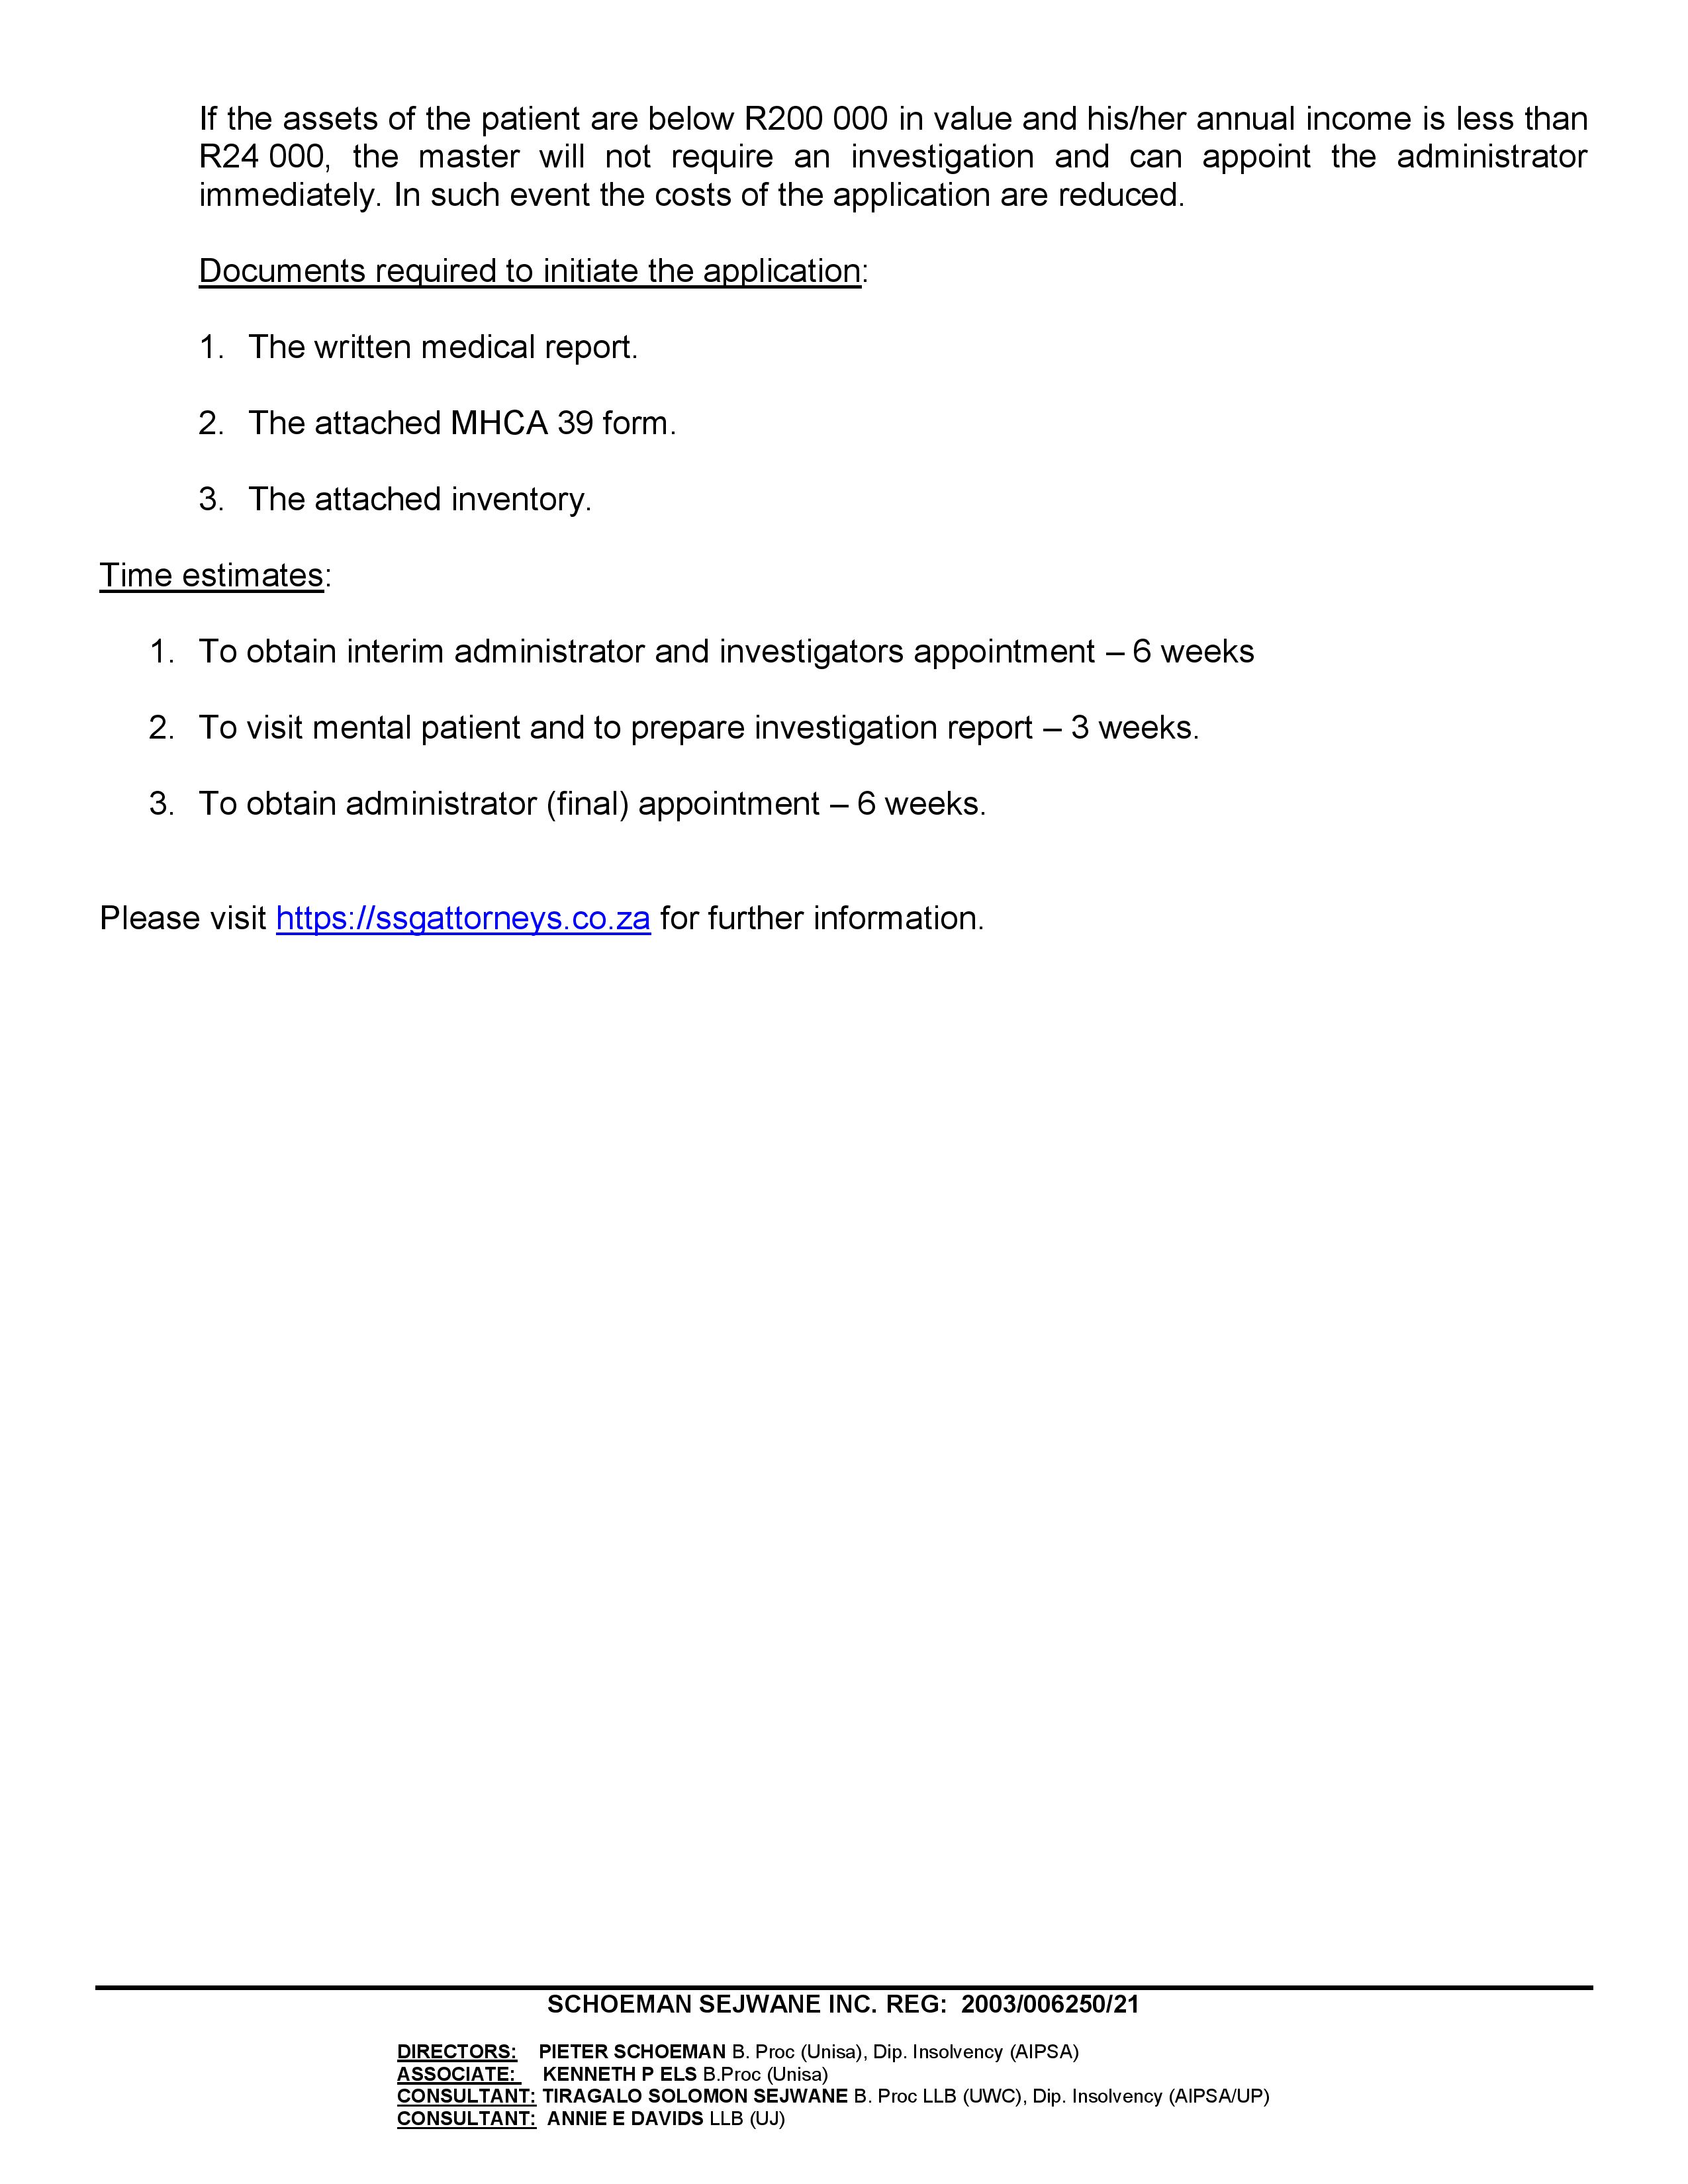 If the assets of the patient are below R200 000 in value and his/her annual income is less than
R24 000, the master will not require an investigation and can appoint the administrator
immediately. In such event the costs of the application are reduced.
Documents required to initiate the application:
1. The written medical report.
2. The attached MHCA 39 form.
3. The attached inventory.
Time estimates:
1. To obtain interim administrator and investigators appointment – 6 weeks
2. To visit mental patient and to prepare investigation report – 3 weeks.
3. To obtain administrator (final) appointment – 6 weeks.
Please visit https://ssgattorneys.co.za for further information.
SCHOEMAN SEJWANE INC. REG: 2003/006250/21
DIRECTORS: PIETER SCHOEMAN B. Proc (Unisa), Dip. Insolvency (AIPSA)
ASSOCIATE: KENNETH P ELS B.Proc (Unisa)
CONSULTANT: TIRAGALO SOLOMON SEJWANE B. Proc LLB (UWC), Dip. Insolvency (AIPSA/UP)
CONSULTANT: ANNIE E DAVIDS LLB (UJ)